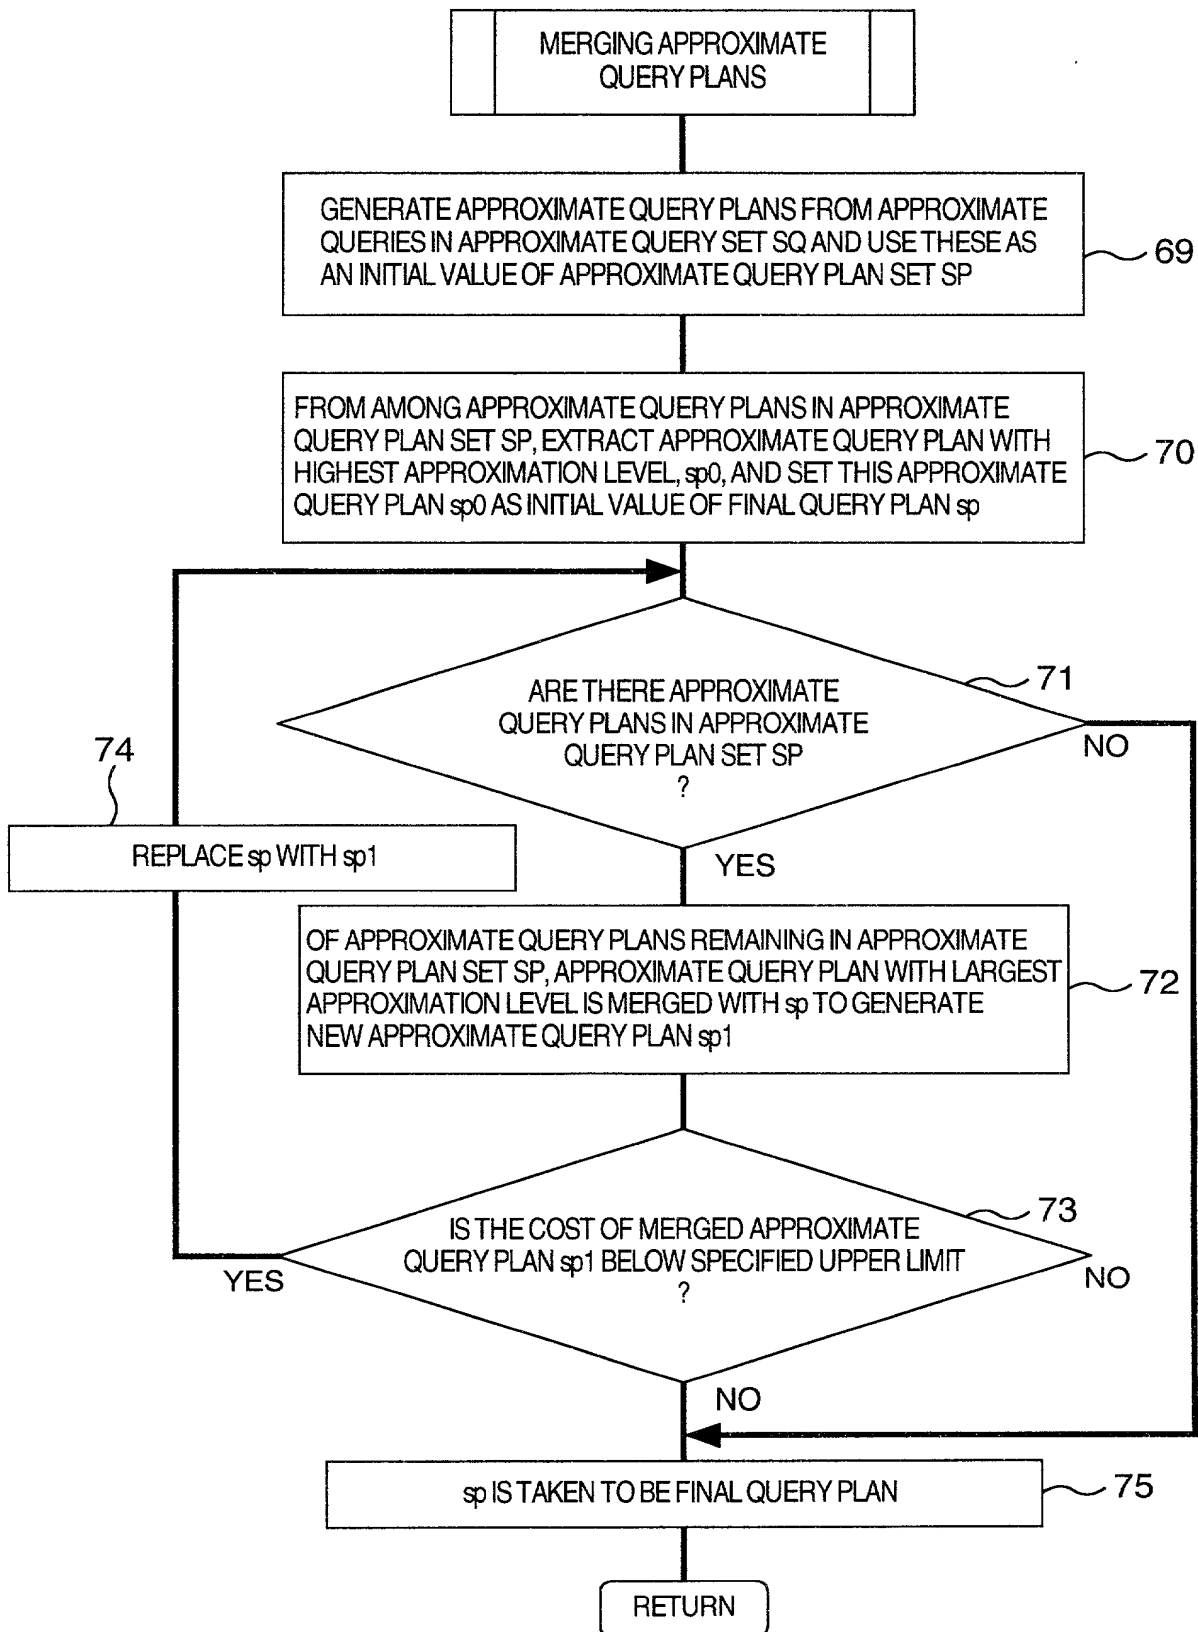 MERGING APPROXIMATE
QUERY PLANS
GENERATE APPROXIMATE QUERY PLANS FROM APPROXIMATE
QUERIES IN APPROXIMATE QUERY SET SQ AND USE THESE AS
AN INITIAL VALUE OF APPROXIMATE QUERY PLAN SET SP
69
FROM AMONG APPROXIMATE QUERY PLANS IN APPROXIMATE
QUERY PLAN SET SP, EXTRACT APPROXIMATE QUERY PLAN WITH
HIGHEST APPROXIMATION LEVEL, sp0, AND SET THIS APPROXIMATE
QUERY PLAN sp0 AS INITIAL VALUE OF FINAL QUERY PLAN sp
70
ARE THERE APPROXIMATE
QUERY PLANS IN APPROXIMATE
QUERY PLAN SET SP
?
71
NO
YES
74
REPLACE sp WITH sp1
OF APPROXIMATE QUERY PLANS REMAINING IN APPROXIMATE
QUERY PLAN SET SP, APPROXIMATE QUERY PLAN WITH LARGEST
APPROXIMATION LEVEL IS MERGED WITH sp TO GENERATE
NEW APPROXIMATE QUERY PLAN sp1
72
IS THE COST OF MERGED APPROXIMATE
QUERY PLAN sp1 BELOW SPECIFIED UPPER LIMIT
?
73
YES
NO
NO
sp IS TAKEN TO BE FINAL QUERY PLAN
75
RETURN